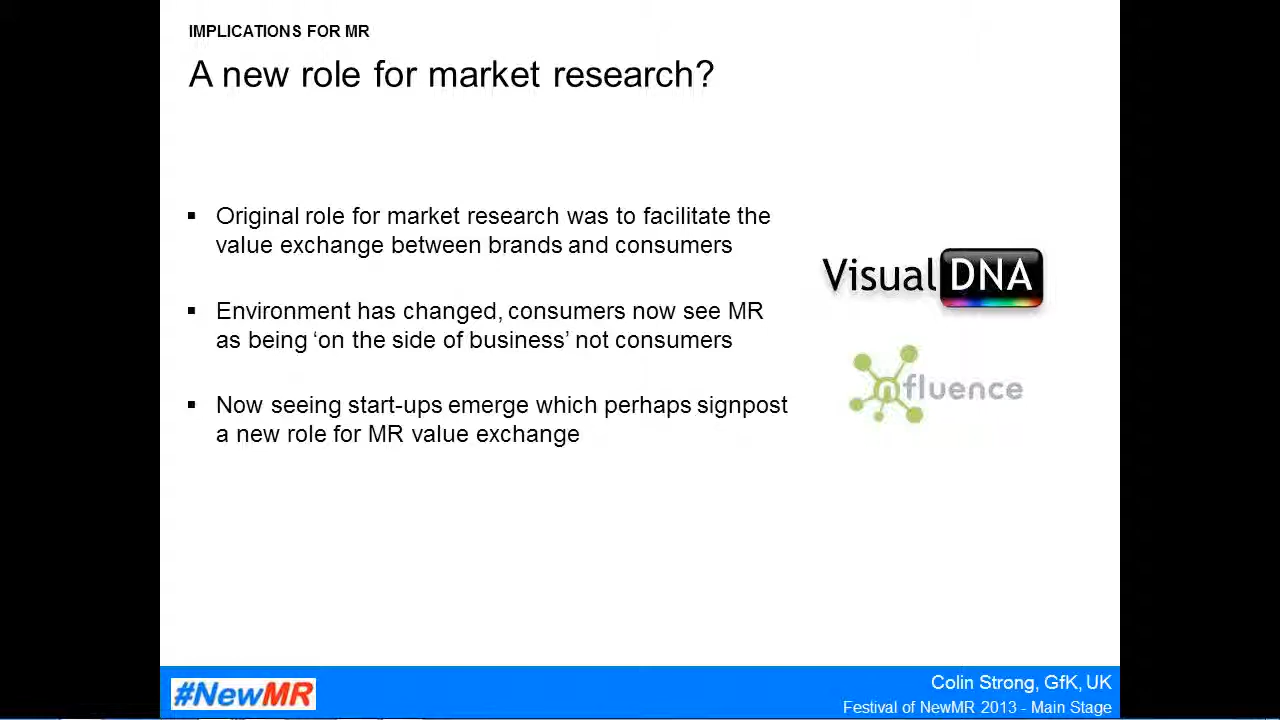 IMPLICATIONS FOR MR
A new role for market research?
▪ Original role for market research was to facilitate the
value exchange between brands and consumers
▪ Environment has changed, consumers now see MR
as being ‘on the side of business’ not consumers
▪ Now seeing start-ups emerge which perhaps signpost
a new role for MR value exchange
VisualDNA
nfluence
#NewMR
Colin Strong, GfK, UK
Festival of NewMR 2013 - Main Stage